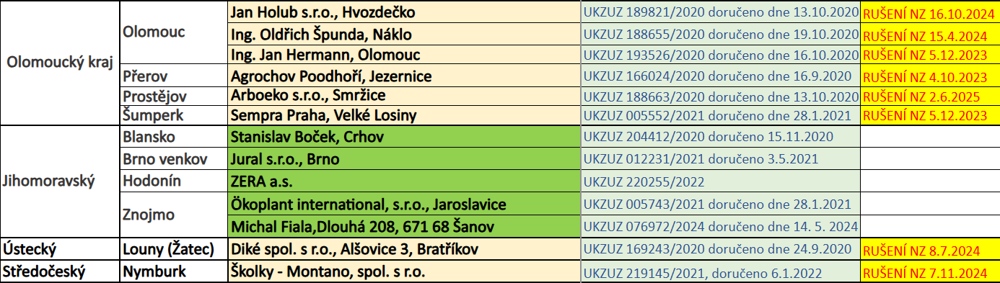 Jan Holub s.r.o., Hvozdečko UKZUZ 189821/2020 doručeno dne 13.10.2020 RUŠENÍ NZ 16.10.2024
Olomouc
Ing. Oldřich Špunda, Náklo UKZUZ 188655/2020 doručeno dne 19.10.2020 RUŠENÍ NZ 15.4.2024
Olomoucký kraj
Ing. Jan Hermann, Olomouc UKZUZ 193526/2020 doručeno dne 16.10.2020 RUŠENÍ NZ 5.12.2023
Přerov Agrochov Poodhoří, Jezernice UKZUZ 166024/2020 doručeno dne 16.9.2020 RUŠENÍ NZ 4.10.2023
Prostějov Arboeko s.r.o., Smržice UKZUZ 188663/2020 doručeno dne 13.10.2020 RUŠENÍ NZ 2.6.2025
Šumperk Sempra Praha, Velké Losiny UKZUZ 005552/2021 doručeno dne 28.1.2021 RUŠENÍ NZ 5.12.2023
Blansko Stanislav Boček, Crhov UKZUZ 204412/2020 doručeno 15.11.2020
Brno venkov Jural s.r.o., Brno UKZUZ 012231/2021 doručeno 3.5.2021
Jihomoravský Hodonín ZERA a.s. UKZUZ 220255/2022
Ökoplant international, s.r.o., Jaroslavice UKZUZ 005743/2021 doručeno dne 28.1.2021
Znojmo
Michal Fiala,Dlouhá 208, 671 68 Šanov UKZUZ 076972/2024 doručeno dne 14. 5. 2024
Ústecký Louny (Žatec) Diké spol. s r.o., Alšovice 3, Bratříkov UKZUZ 169243/2020 doručeno dne 24.9.2020 RUŠENÍ NZ 8.7.2024
Středočeský Nymburk Školky - Montano, spol. s r.o. UKZUZ 219145/2021, doručeno 6.1.2022 RUŠENÍ NZ 7.11.2024